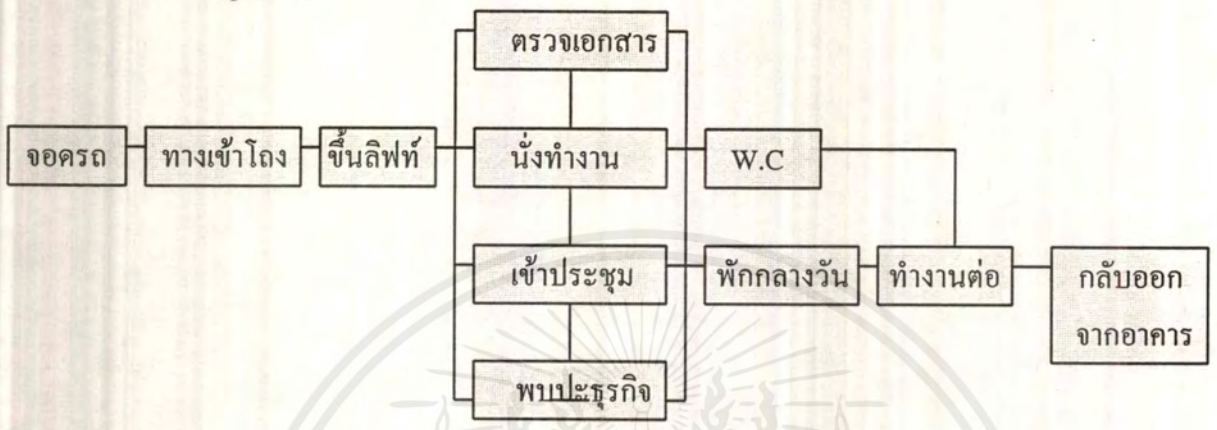 ตรวจเอกสาร
จอดรถ
ทางเข้าโถง
ขึ้นลิฟท์
นั่งทำงาน
W.C
เข้าประชุม
พักกลางวัน
ทำงานต่อ
กลับออก
จากอาคาร
พบปะธุรกิจ